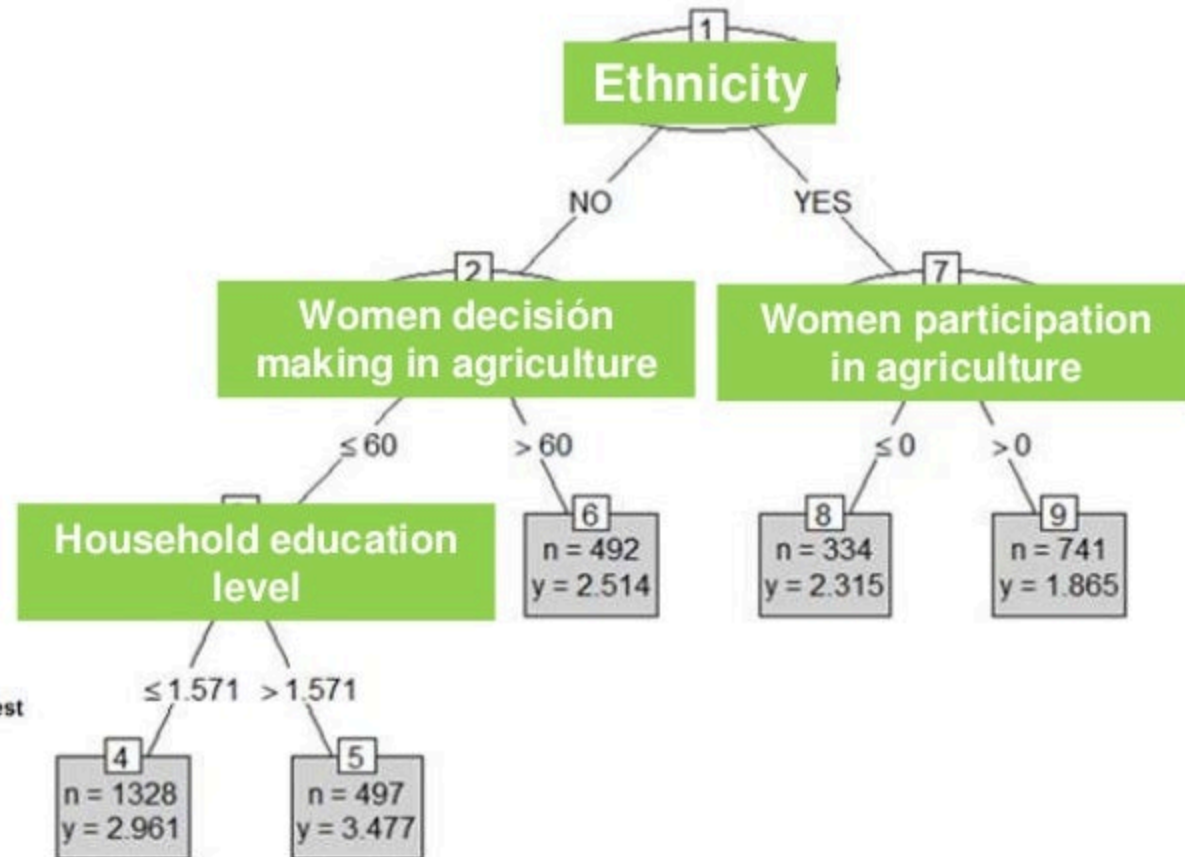 1
Ethnicity
NO
YES
2
Women decisión
making in agriculture
7
Women participation
in agriculture
≤ 60
> 60
≤ 0
> 0
Household education
level
6
n = 492
y = 2.514
8
n = 334
y = 2.315
9
n = 741
y = 1.865
≤ 1.571
> 1.571
4
n = 1328
y = 2.961
5
n = 497
y = 3.477